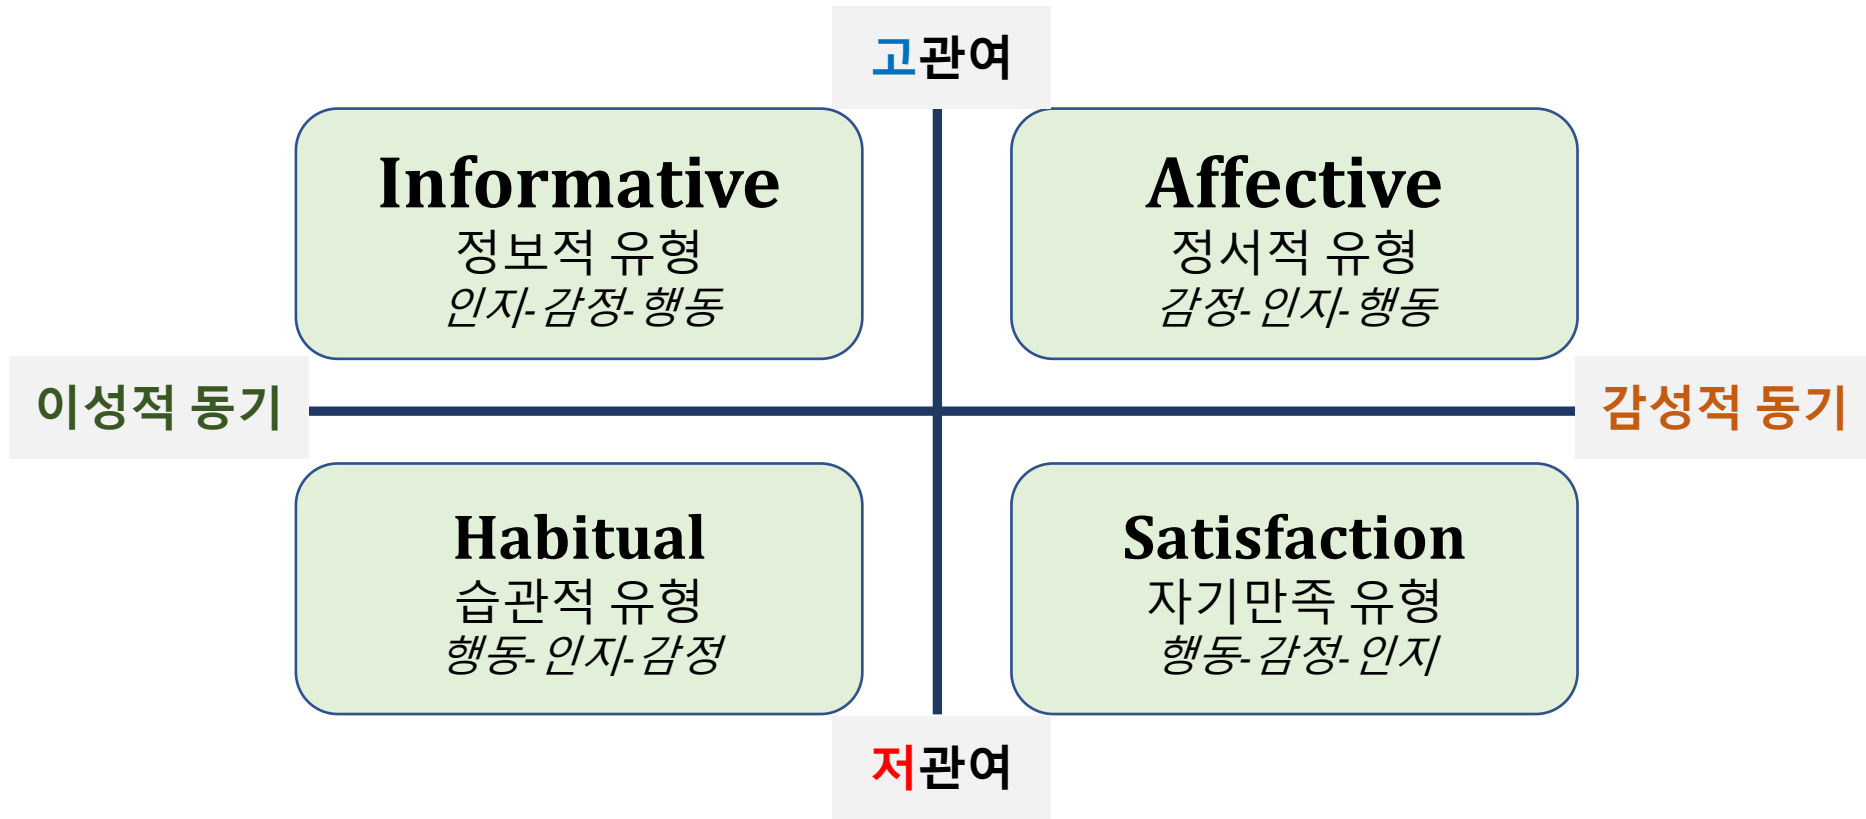 고관여
Informative
정보적 유형
인지-감정-행동
Affective
정서적 유형
감정-인지-행동
이성적 동기
감성적 동기
Habitual
습관적 유형
행동-인지-감정
Satisfaction
자기만족 유형
행동-감정-인지
저관여